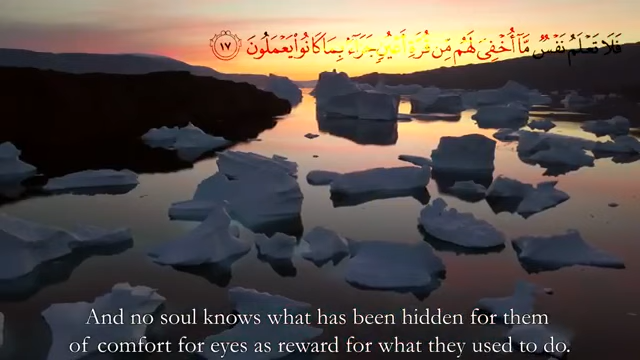 فَلَا تَعْلَمُ نَفْسٌ مَّآ أُخْفِىَ لَهُم مِّن قُرَّةِ أَعْيُنٍ جَزَآءًۢ بِمَا كَانُوا۟ يَعْمَلُونَ ١٧
And no soul knows what has been hidden for them
of comfort for eyes as reward for what they used to do.